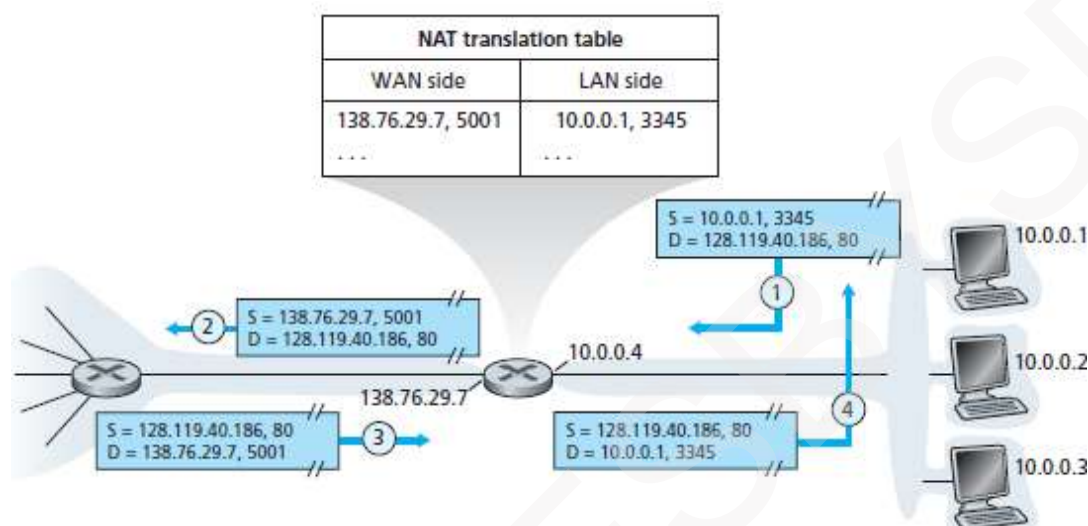 NAT translation table
WAN side LAN side
138.76.29.7, 5001 10.0.0.1, 3345
. . . . . .
S = 10.0.0.1, 3345
D = 128.119.40.186, 80
10.0.0.1
1
2
S = 138.76.29.7, 5001
D = 128.119.40.186, 80
10.0.0.4
10.0.0.2
138.76.29.7
S = 128.119.40.186, 80
D = 138.76.29.7, 5001
3
S = 128.119.40.186, 80
D = 10.0.0.1, 3345
4
10.0.0.3